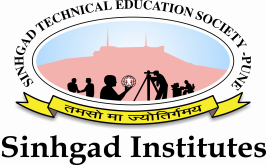 SINHGAD TECHNICAL EDUCATION SOCIETY - PUNE
तमसो मा ज्योतिर्गमय
Sinhgad Institutes